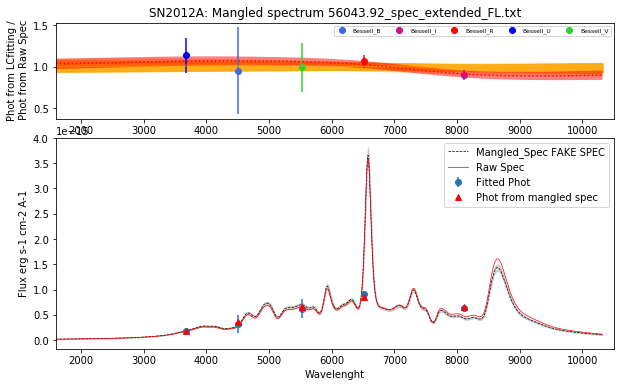 SN2012A: Mangled spectrum 56043.92_spec_extended_FL.txt
Phot from LCfitting /
Phot from Raw Spec
1.5
1.0
0.5
Bessell_B
Bessell_I
Bessell_R
Bessell_U
Bessell_V
2000 3000 4000 5000 6000 7000 8000 9000 10000
Flux erg s-1 cm-2 A-1
4.0
3.5
3.0
2.5
2.0
1.5
1.0
0.5
0.0
Mangled_Spec FAKE SPEC
Raw Spec
Fitted Phot
Phot from mangled spec
2000 3000 4000 5000 6000 7000 8000 9000 10000
Wavelenght